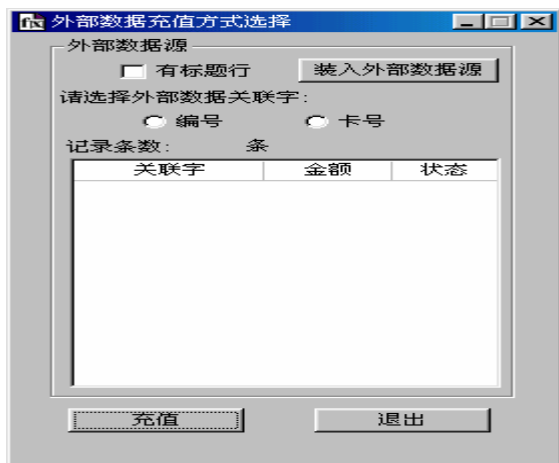 外部数据充值方式选择
外部数据源
有标题行 装入外部数据源
请选择外部数据关联字:
编号 卡号
记录条数: 条
关联字 金额 状态
充值 退出